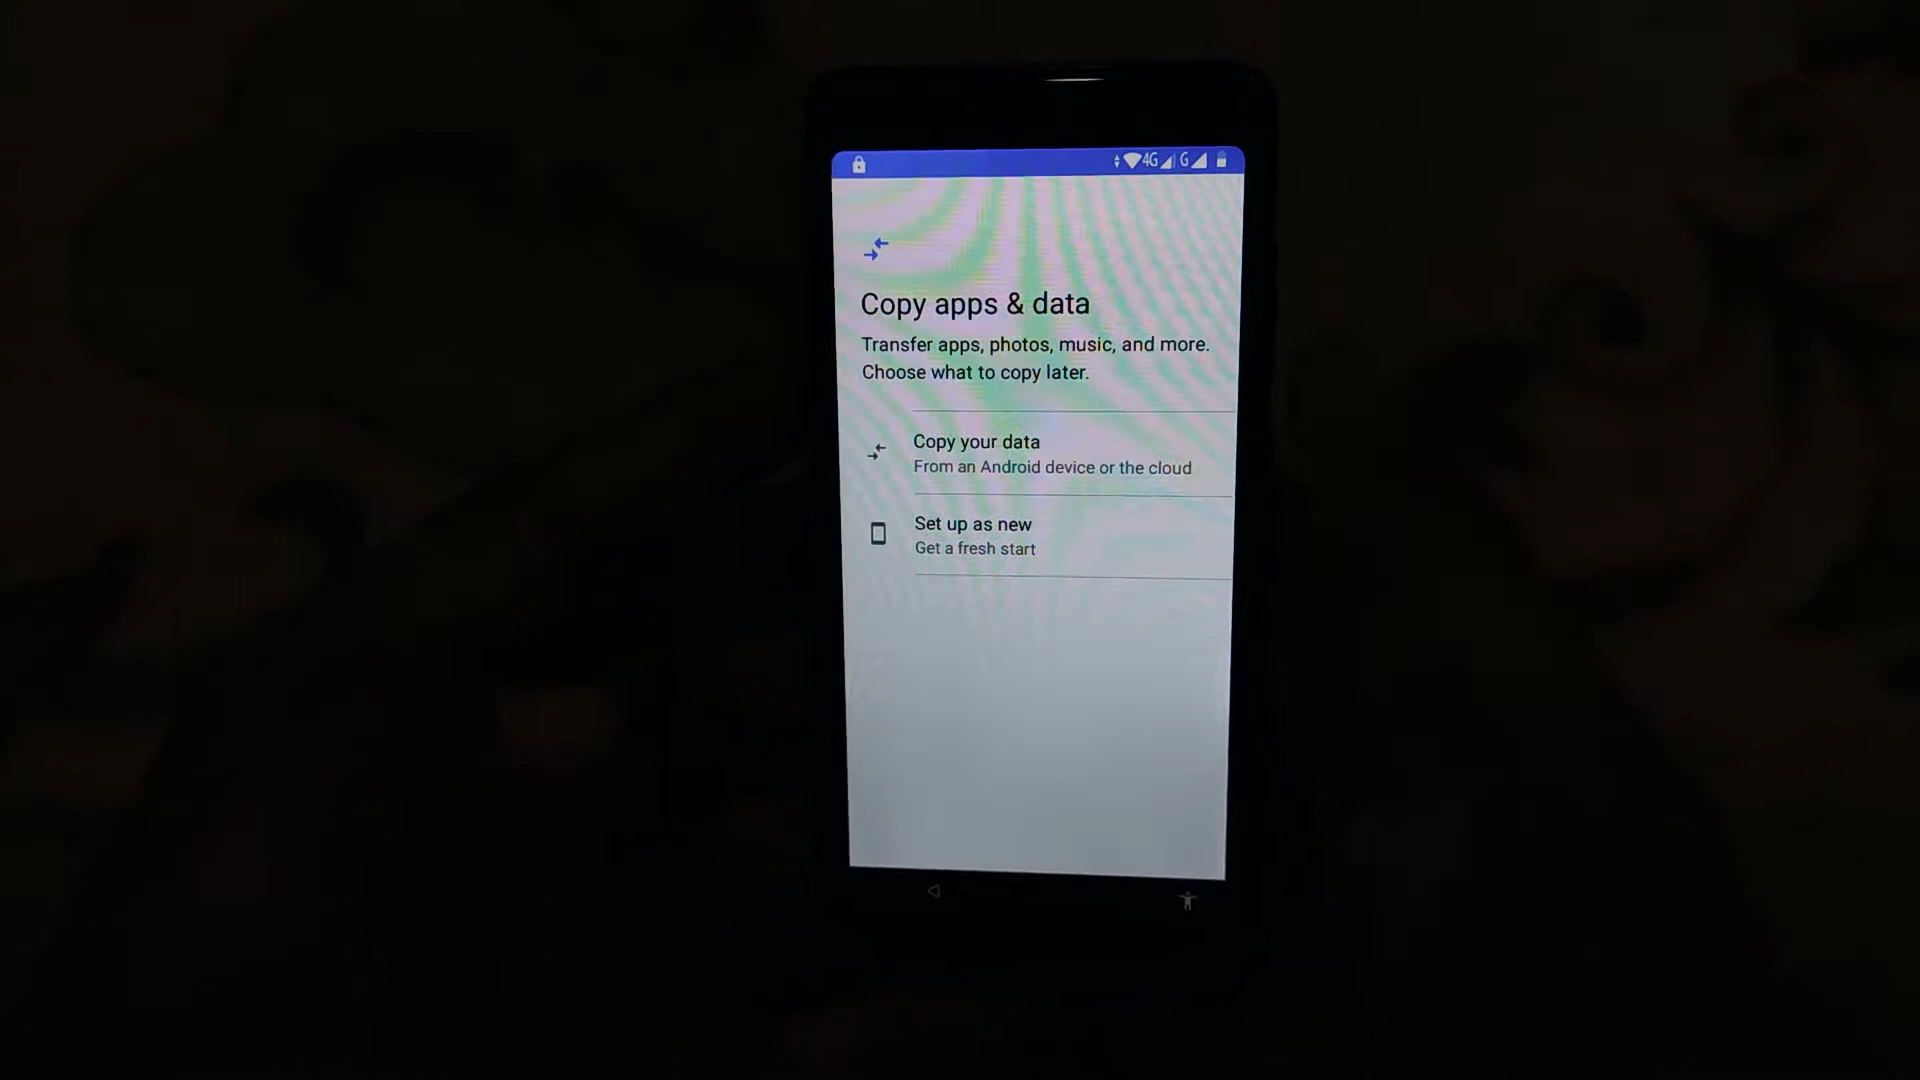 4G G
Copy apps & data
Transfer apps, photos, music, and more.
Choose what to copy later.
Copy your data
From an Android device or the cloud
Set up as new
Get a fresh start